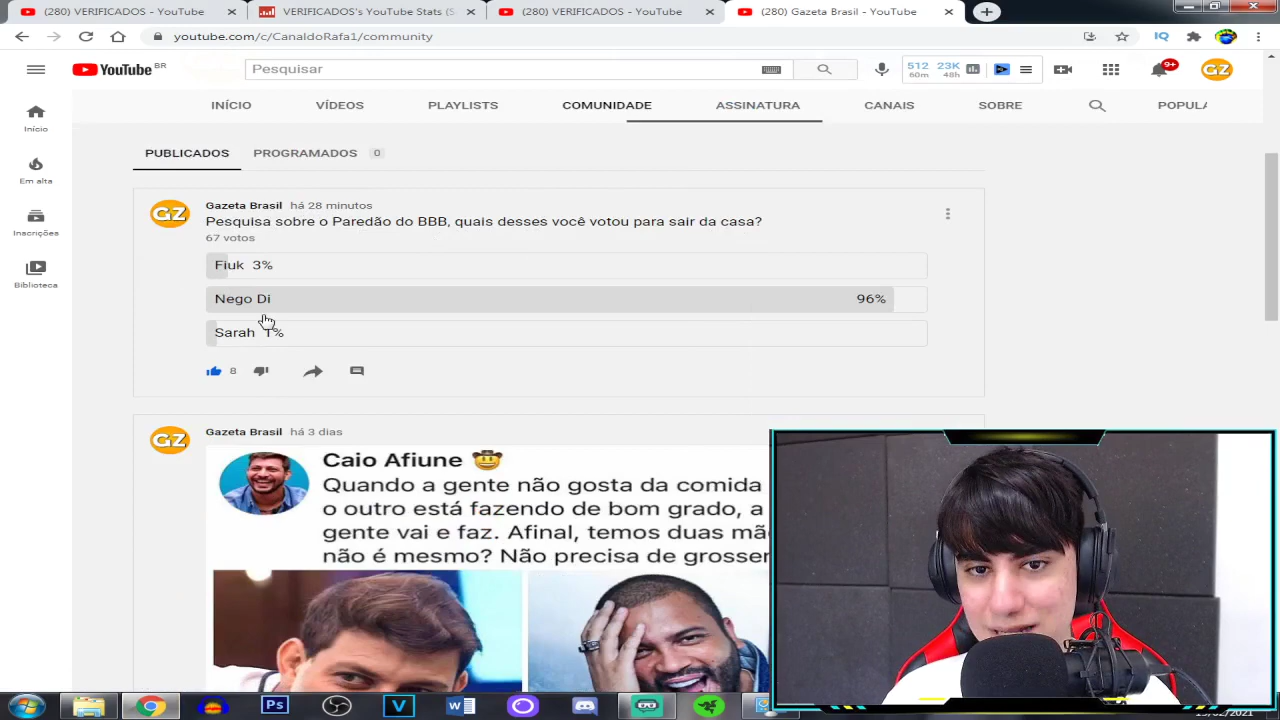 (280) VERIFICADOS - YouTube
VERIFICADOS's YouTube Stats (S
(280) VERIFICADOS - YouTube
(280) Gazeta Brasil - YouTube
youtube.com/c/CanaldoRafa1/community
IQ
YouTube BR
Pesquisar
512 60m
23K 48h
9+
GZ
Início
Em alta
Inscrições
Biblioteca
INÍCIO VÍDEOS PLAYLISTS COMUNIDADE ASSINATURA CANAIS SOBRE
PUBLICADOS PROGRAMADOS 0
GZ
Gazeta Brasil há 28 minutos
Pesquisa sobre o Paredão do BBB, quais desses você votou para sair da casa?
67 votos
Fiuk 3%
Nego Di 96%
Sarah 1%
8
GZ
Gazeta Brasil há 3 dias
Caio Afiune 🤠
Quando a gente não gosta da comida
o outro está fazendo de bom grado, a
gente vai e faz. Afinal, temos duas
não é mesmo? Não precisa de
Ps
W